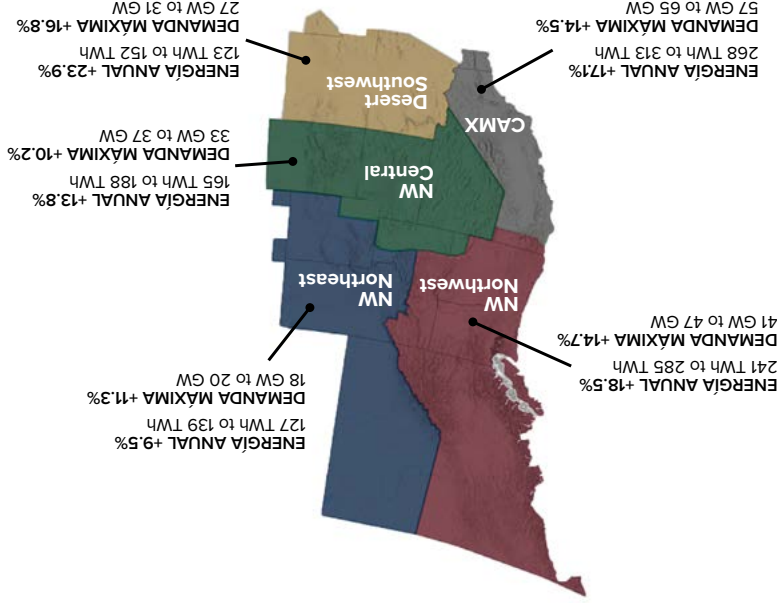 ENERGÍA ANUAL +18.5%
241 TWh to 285 TWh
DEMANDA MÁXIMA +14.7%
41 GW to 47 GW
ENERGÍA ANUAL +9.5%
127 TWh to 139 TWh
DEMANDA MÁXIMA +11.3%
18 GW to 20 GW
NW
Northwest
NW
Northeast
ENERGÍA ANUAL +13.8%
165 TWh to 188 TWh
DEMANDA MÁXIMA +10.2%
33 GW to 37 GW
NW
Central
CAMX
Desert
Southwest
ENERGÍA ANUAL +17.1%
268 TWh to 313 TWh
DEMANDA MÁXIMA +14.5%
57 GW to 65 GW
ENERGÍA ANUAL +23.9%
123 TWh to 152 TWh
DEMANDA MÁXIMA +16.8%
27 GW to 31 GW